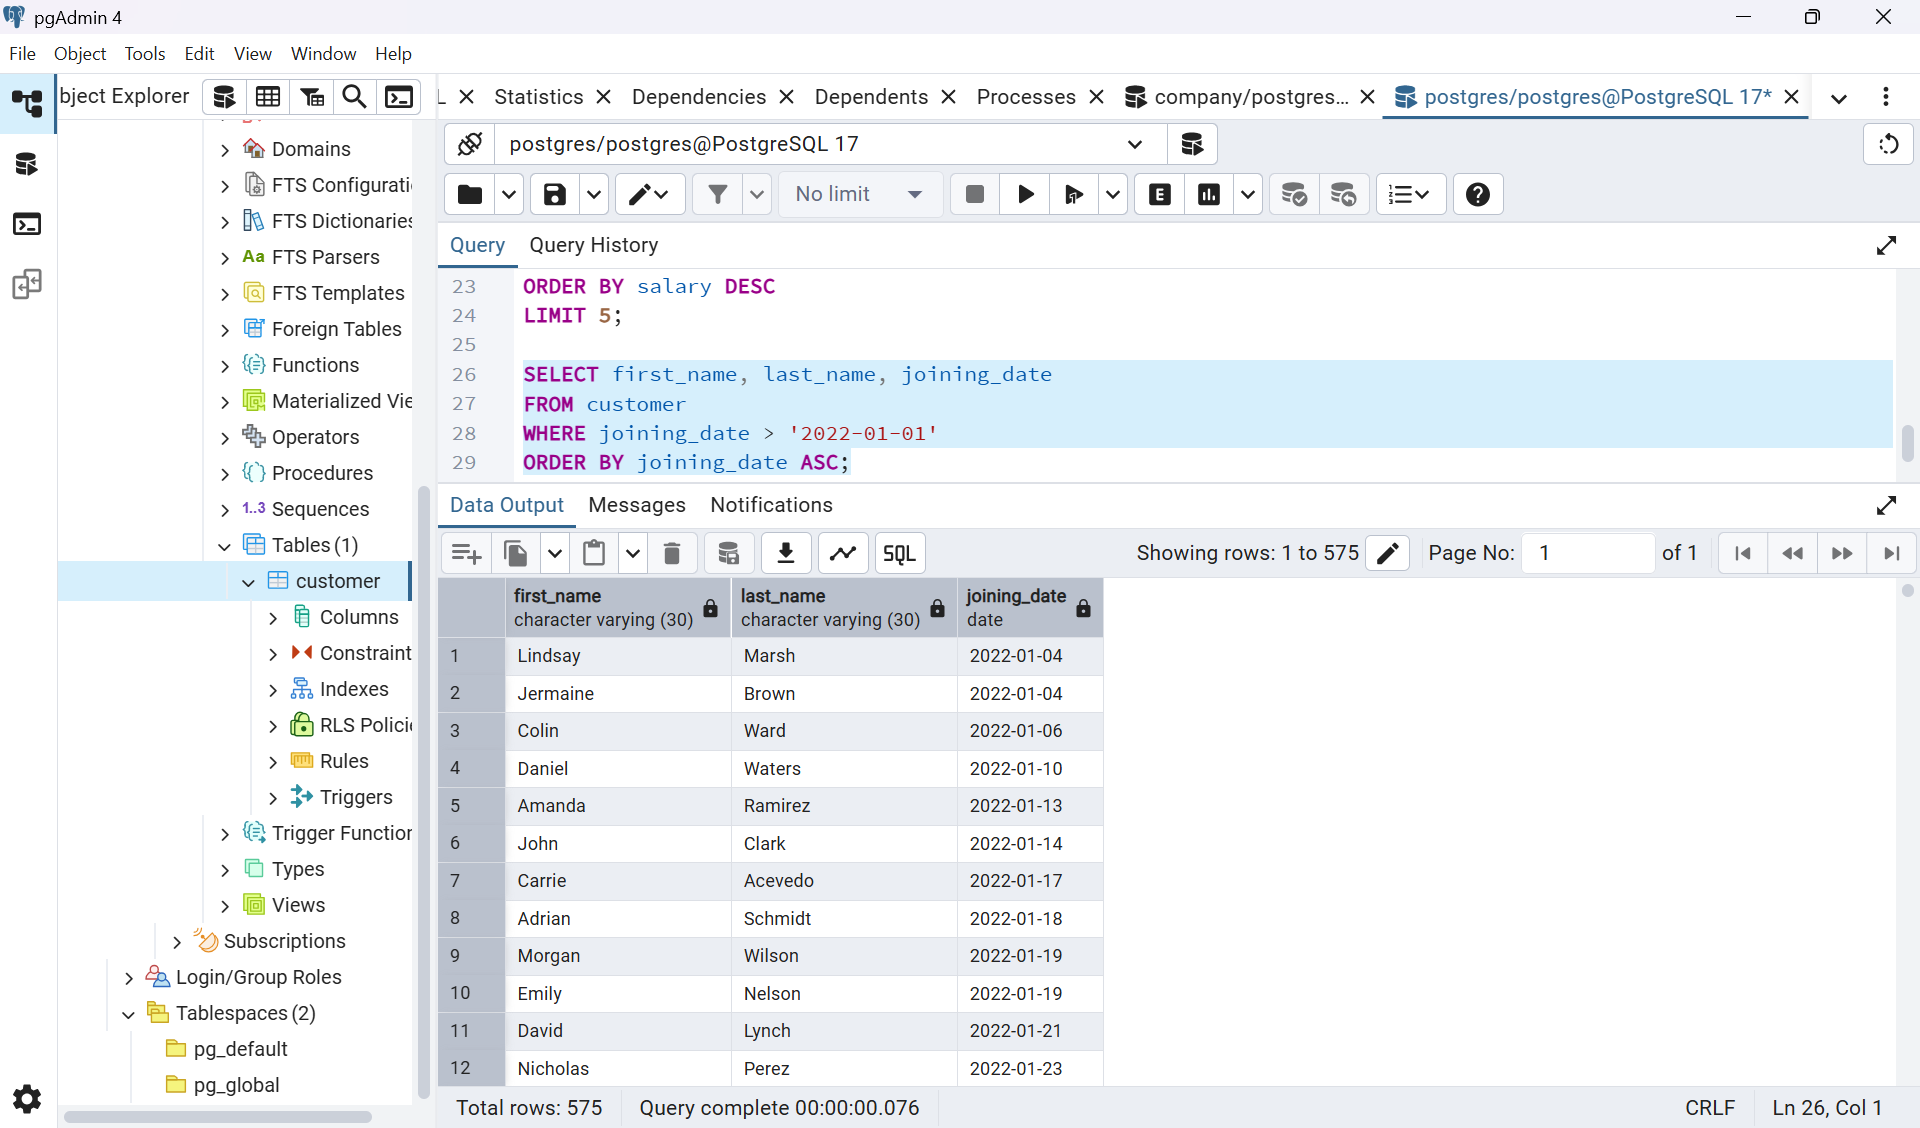 pgAdmin 4
File Object Tools Edit View Window Help
bject Explorer
L Statistics Dependencies Dependents Processes company/postgres... postgres/postgres@PostgreSQL 17*
postgres/postgres@PostgreSQL 17
No limit
E
Query Query History
Domains
FTS Configurati
FTS Dictionaries
Aa FTS Parsers
FTS Templates
Foreign Tables
Functions
Materialized Vie
Operators
Procedures
1..3 Sequences
Tables (1)
customer
Columns
Constraint
Indexes
RLS Polici
Rules
Triggers
Trigger Function
Types
Views
Subscriptions
Login/Group Roles
Tablespaces (2)
pg_default
pg_global
23 ORDER BY salary DESC
24 LIMIT 5;
25
26 SELECT first_name, last_name, joining_date
27 FROM customer
28 WHERE joining_date > '2022-01-01'
29 ORDER BY joining_date ASC;
Data Output Messages Notifications
SQL Showing rows: 1 to 575 Page No: 1 of 1
first_name last_name joining_date
character varying (30) character varying (30) date
1 Lindsay Marsh 2022-01-04
2 Jermaine Brown 2022-01-04
3 Colin Ward 2022-01-06
4 Daniel Waters 2022-01-10
5 Amanda Ramirez 2022-01-13
6 John Clark 2022-01-14
7 Carrie Acevedo 2022-01-17
8 Adrian Schmidt 2022-01-18
9 Morgan Wilson 2022-01-19
10 Emily Nelson 2022-01-19
11 David Lynch 2022-01-21
12 Nicholas Perez 2022-01-23
Total rows: 575 Query complete 00:00:00.076 CRLF Ln 26, Col 1